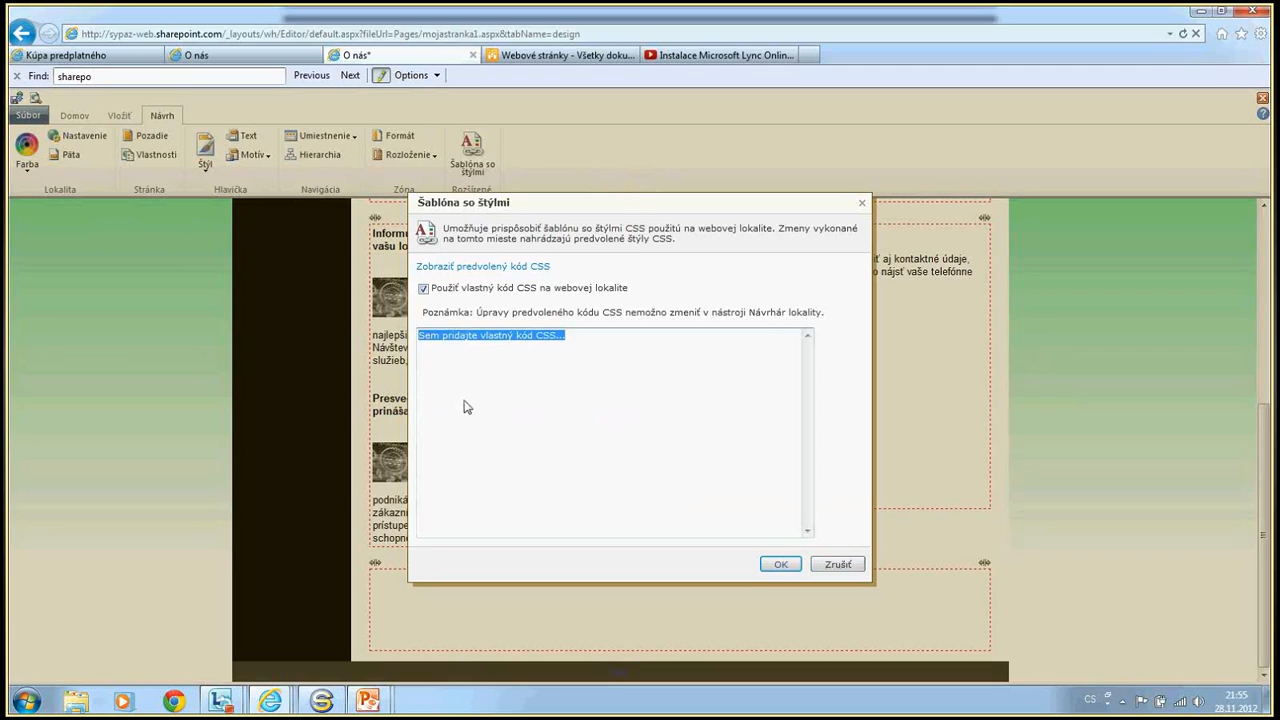 http://sypaz-web.sharepoint.com/_layouts/wh/Editor/default.aspx?fileUrl=Pages/mojastranka1.aspx&tabName=design
Kúpa predplatného
O nás
O nás*
Webové stránky - Všetky doku...
Instalace Microsoft Lync Onlin...
Find: sharepo Previous Next Options
Súbor Domov Vložiť Návrh
Nastavenie Pozadie Text Umiestnenie Formát
Farba Päta Vlastnosti Štýl Motív Hierarchia Rozloženie Šablóna so štýlmi
Lokalita Stránka Hlavička Navigácia Zóna Rozšírené
Šablóna so štýlmi
Umožňuje prispôsobiť šablónu so štýlmi CSS použitú na webovej lokalite. Zmeny vykonané
na tomto mieste nahrádzajú predvolené štýly CSS.
Zobraziť predvolený kód CSS
Použiť vlastný kód CSS na webovej lokalite
Poznámka: Úpravy predvoleného kódu CSS nemožno zmeniť v nástroji Návrhár lokality.
Sem pridajte vlastný kód CSS...
OK Zrušiť
Inform
vašu lo
najlepši
Návštev
služieb,
Presve
prináša
podniká
zákazní
prístupe
schopn
ť aj kontaktné údaje,
o nájsť vaše telefónne
CS
21:55
28.11.2012